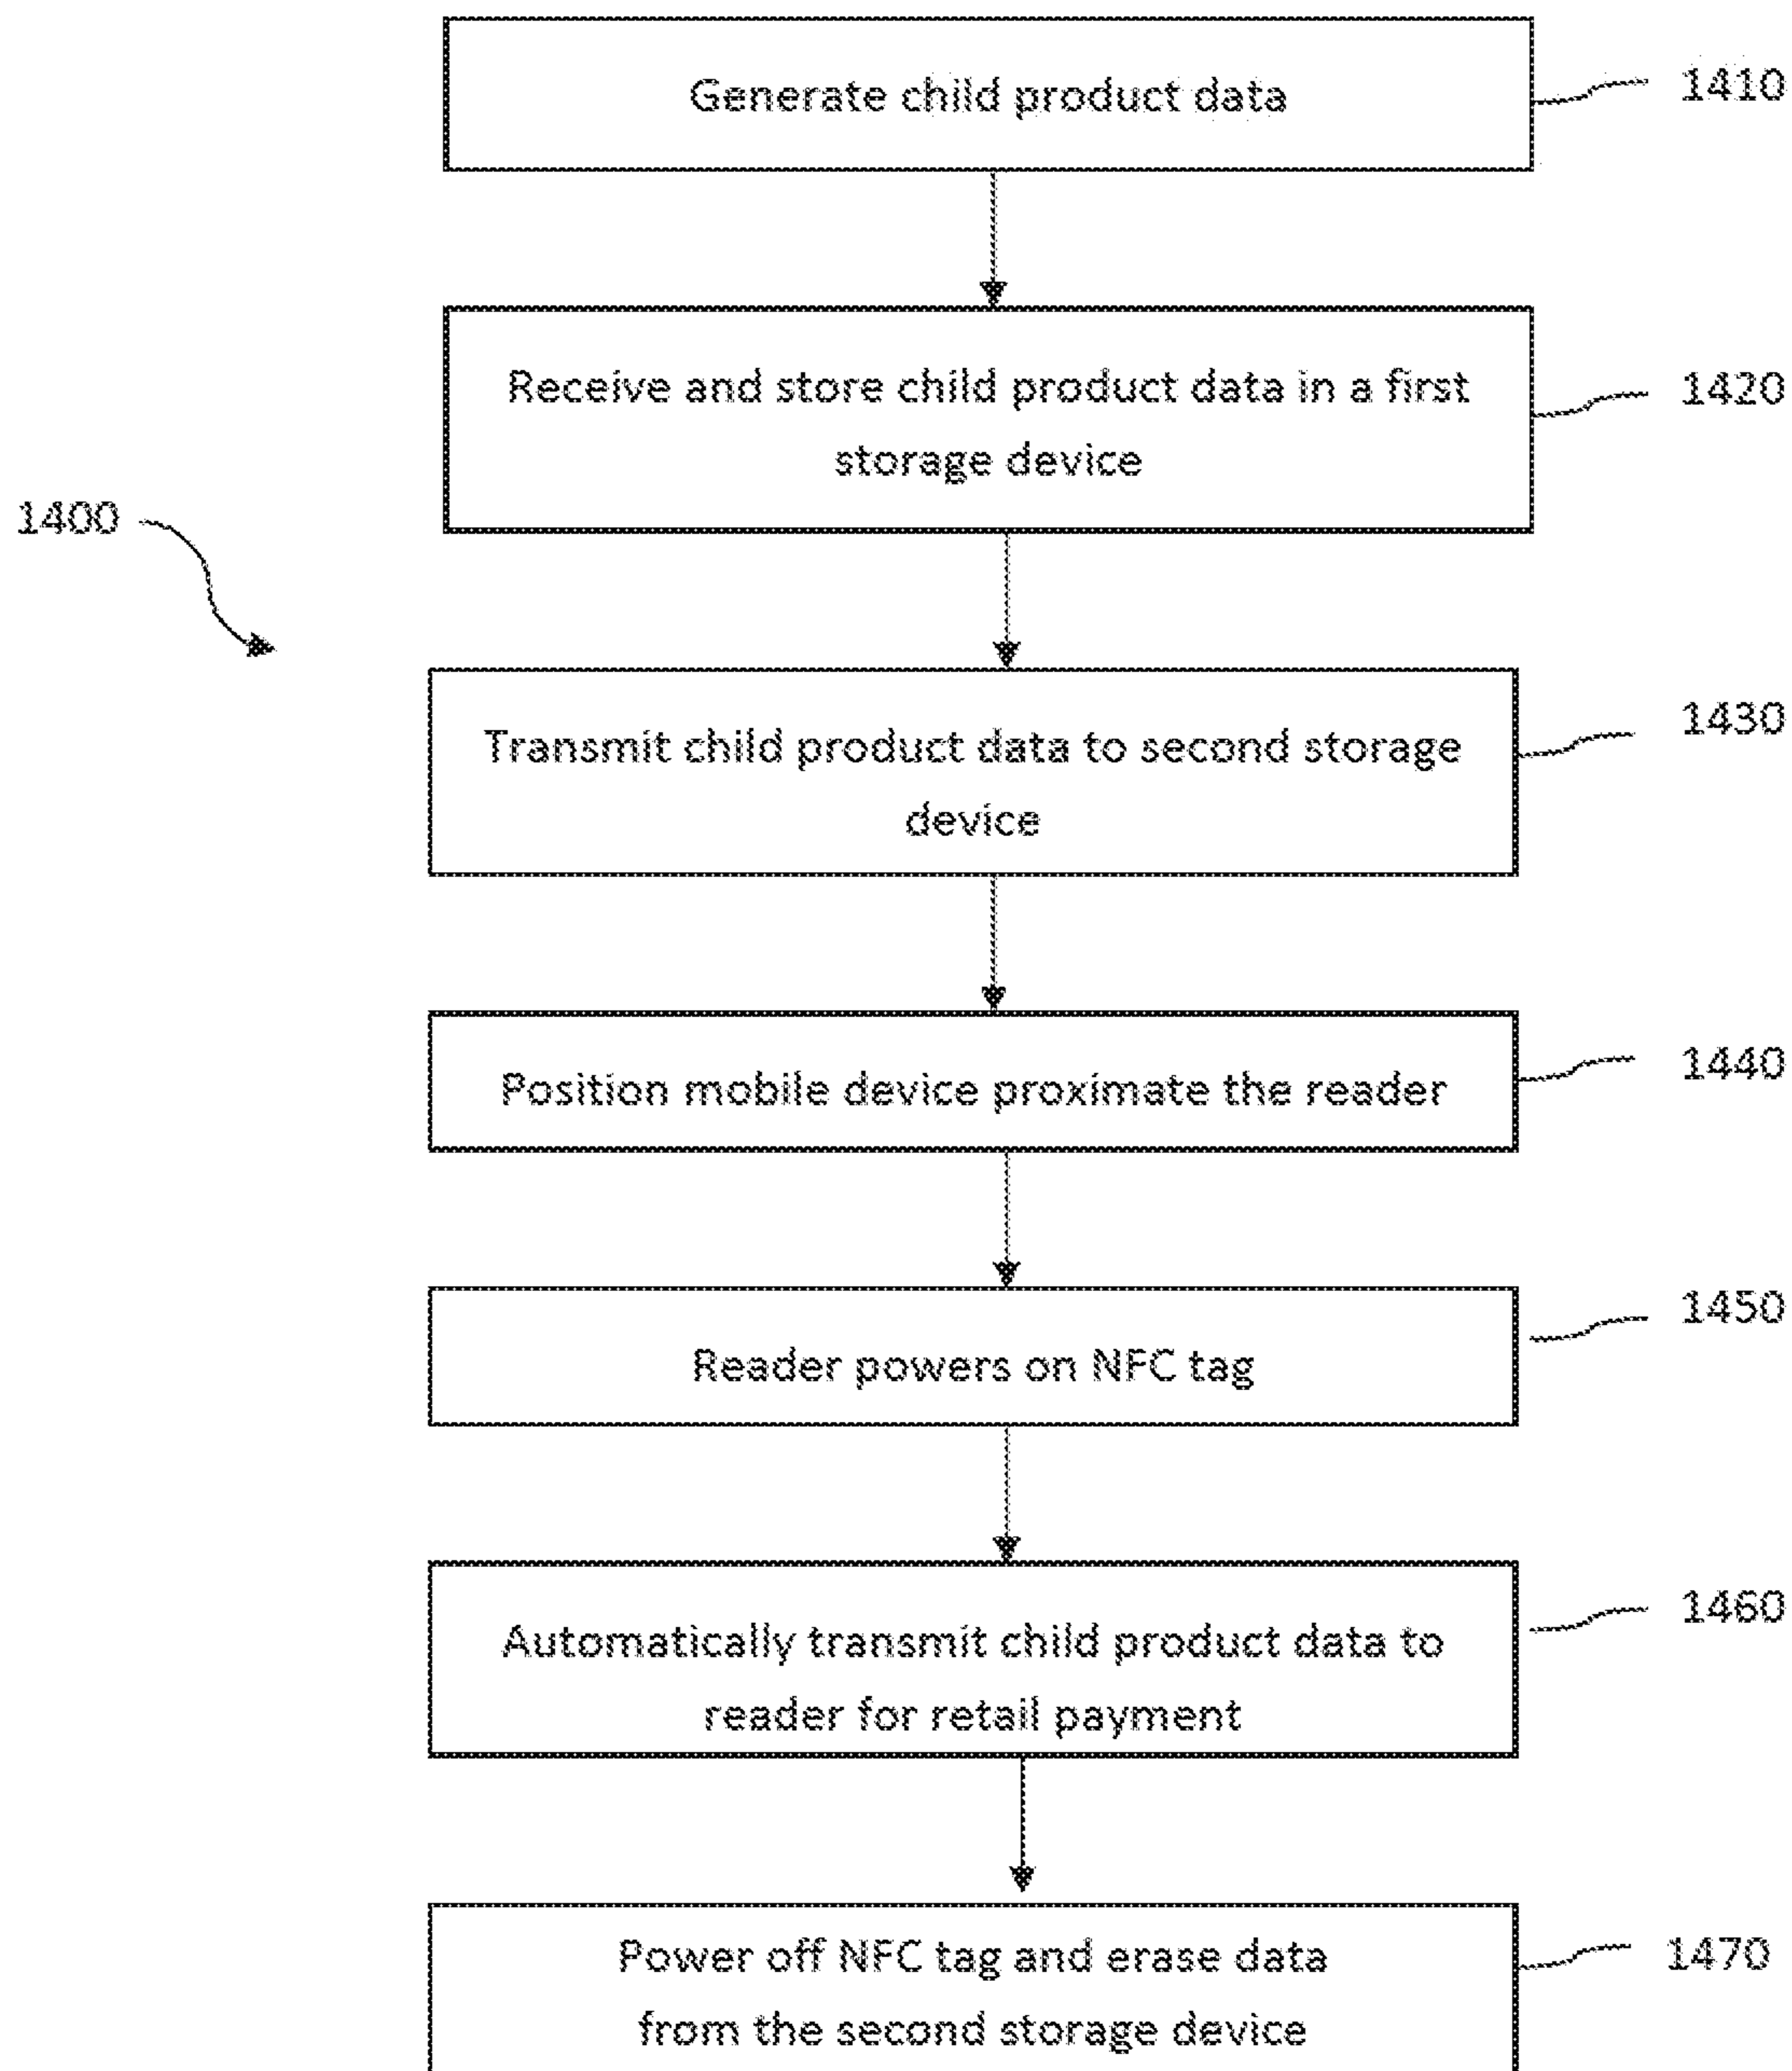 Generate child product data
1410
Receive and store child product data in a first
storage device
1420
1400
Transmit child product data to second storage
device
1430
Position mobile device proximate the reader
1440
Reader powers on NFC tag
1450
Automatically transmit child product data to
reader for retail payment
1460
Power off NFC tag and erase data
from the second storage device
1470